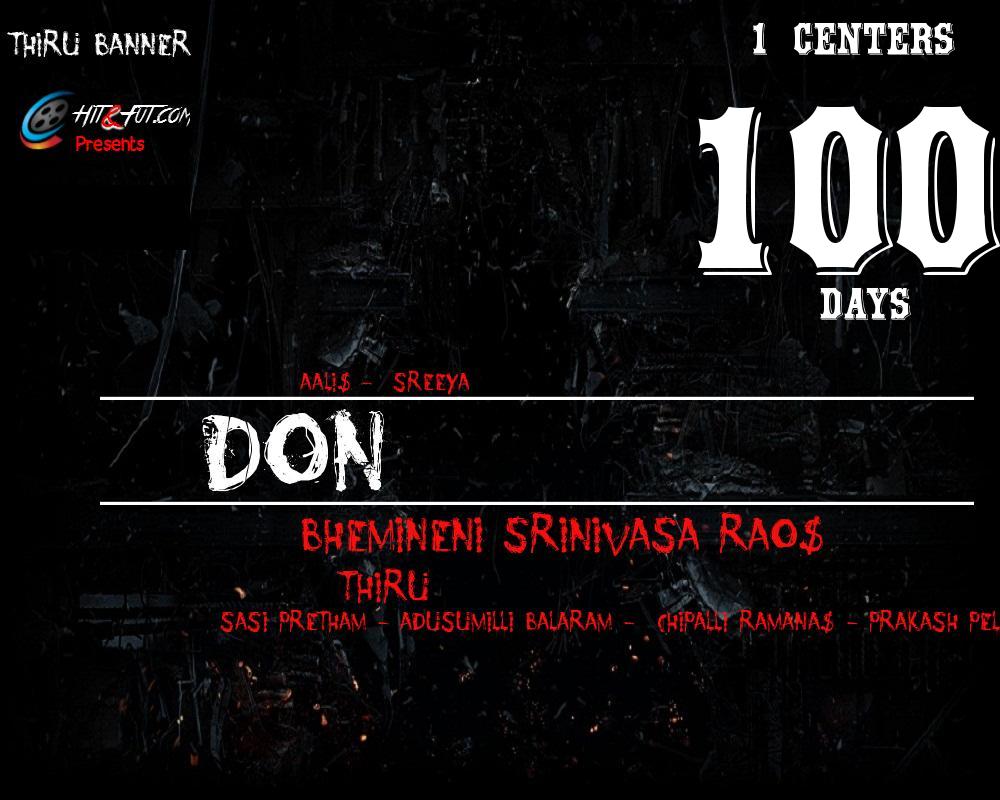 THIRU BANNER
1 CENTERS
HIT&FUT.COM
Presents
100
DAYS
AALI$ - SREEYA
DON
BHEMINENI SRINIVASA RAO$
THIRU
SASI PRETHAM - ADUSUMILLI BALARAM - CHIPALLI RAMANA$ - PRAKASH PEL